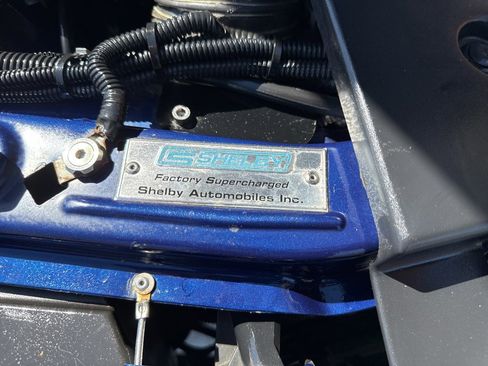 SHELBY
Factory Supercharged
Shelby Automobiles Inc.